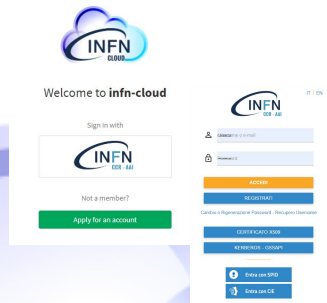 INFN
CLOUD
Welcome to infn-cloud
Sign in with
INFN
CCR - AAI
Not a member?
Apply for an account
IT | EN
INFN
CCR - AAI
ACCEDI
REGISTRATI
Cambio o Rigenerazione Password - Recupero Username
CERTIFICATO X509
KERBEROS - GSSAPI
Entra con SPID
Entra con CIE